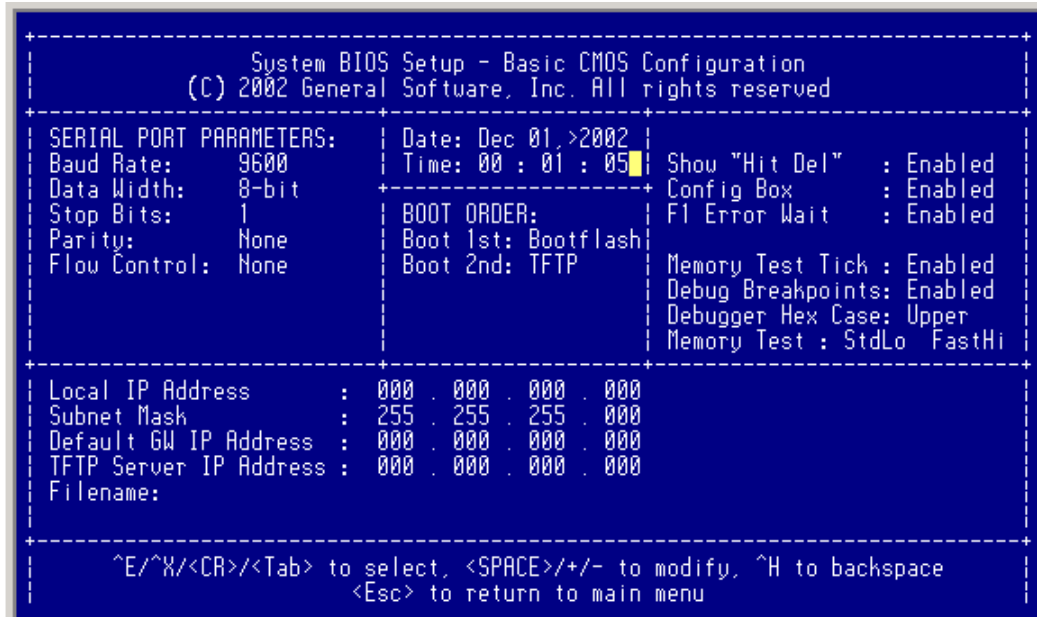 System BIOS Setup - Basic CMOS Configuration
(C) 2002 General Software, Inc. All rights reserved
SERIAL PORT PARAMETERS:
Baud Rate: 9600
Data Width: 8-bit
Stop Bits: 1
Parity: None
Flow Control: None
Date: Dec 01,>2002
Time: 00 : 01 : 05
BOOT ORDER:
Boot 1st: Bootflash
Boot 2nd: TFTP
Show "Hit Del" : Enabled
Config Box : Enabled
F1 Error Wait : Enabled
Memory Test Tick : Enabled
Debug Breakpoints: Enabled
Debugger Hex Case: Upper
Memory Test : StdLo FastHi
Local IP Address : 000 . 000 . 000 . 000
Subnet Mask : 255 . 255 . 255 . 000
Default GW IP Address : 000 . 000 . 000 . 000
TFTP Server IP Address : 000 . 000 . 000 . 000
Filename:
^E/^X/<CR>/<Tab> to select, <SPACE>/+/- to modify, ^H to backspace
<Esc> to return to main menu